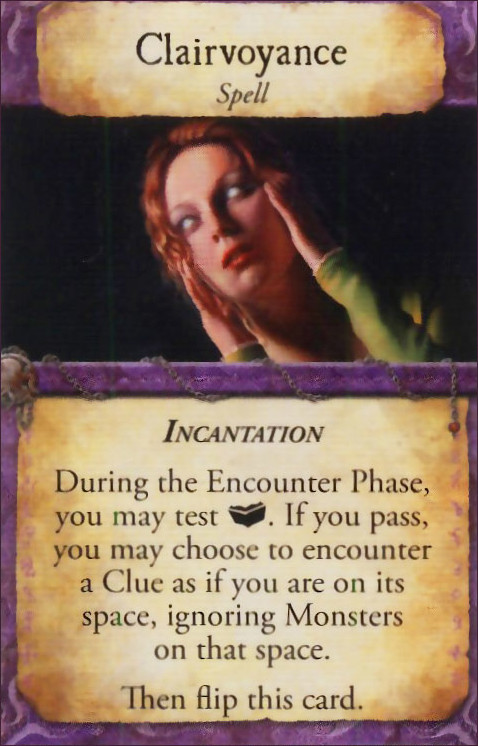 Clairvoyance
Spell
INCANTATION
During the Encounter Phase,
you may test . If you pass,
you may choose to encounter
a Clue as if you are on its
space, ignoring Monsters
on that space.
Then flip this card.